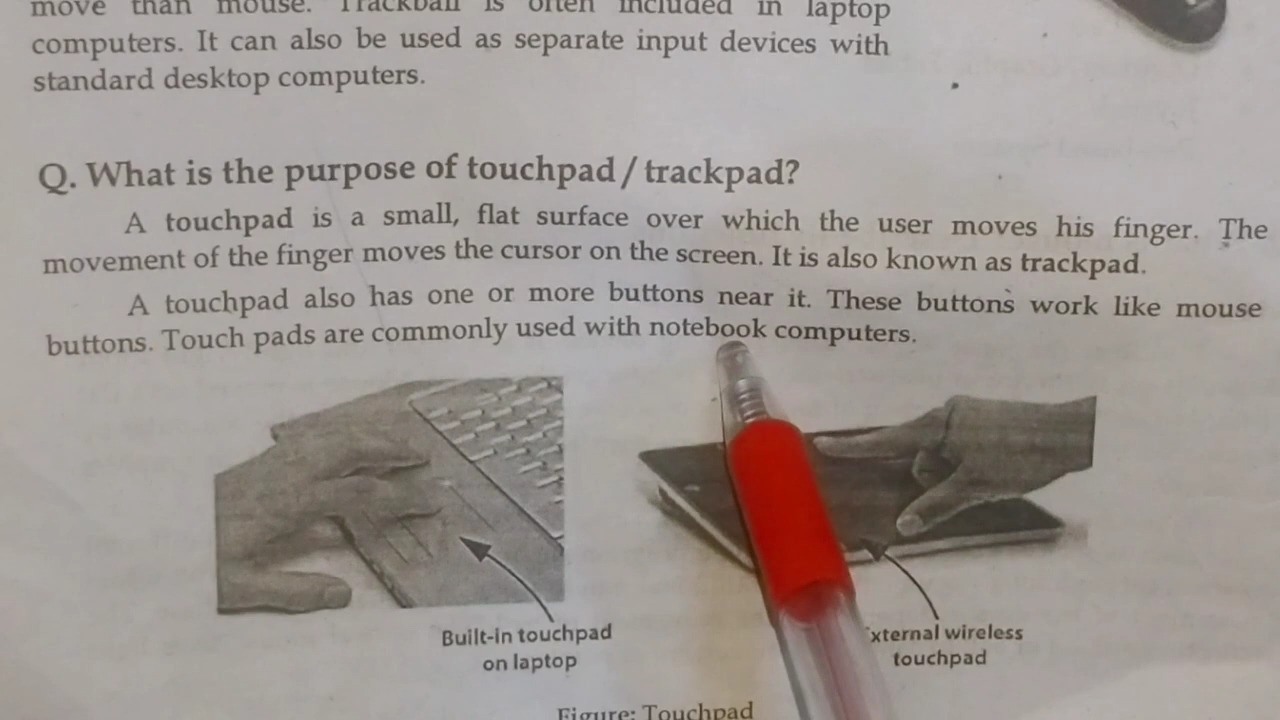 move than mouse. Trackball is often included in laptop
computers. It can also be used as separate input devices with
standard desktop computers.
Q. What is the purpose of touchpad / trackpad?
A touchpad is a small, flat surface over which the user moves his finger. The
movement of the finger moves the cursor on the screen. It is also known as trackpad.
A touchpad also has one or more buttons near it. These buttons work like mouse
buttons. Touch pads are commonly used with notebook computers.
Built-in touchpad
on laptop
xternal wireless
touchpad
Figure: Touchpad